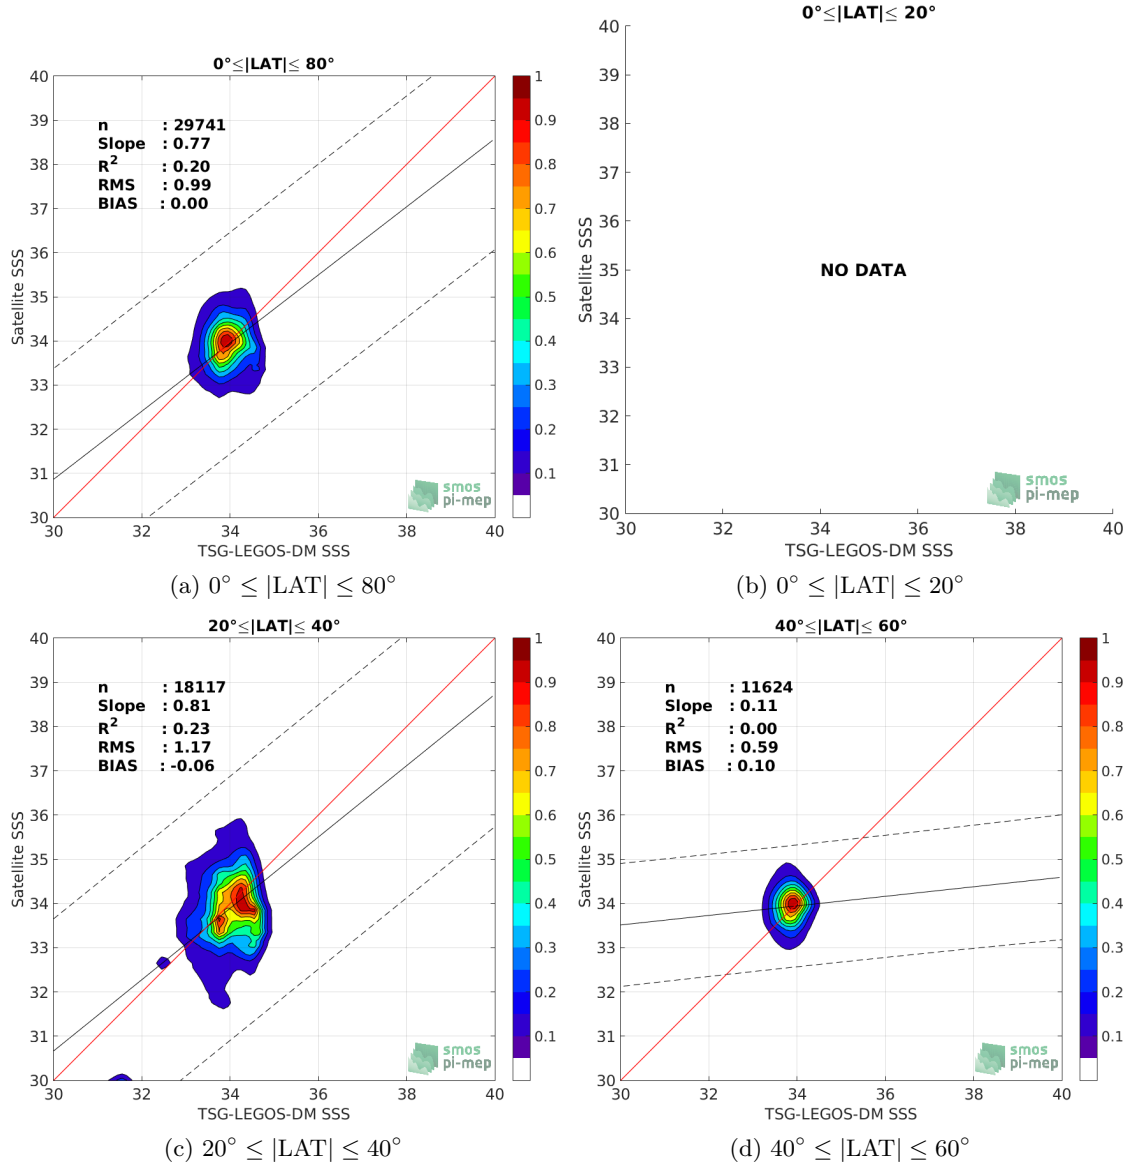 0°≤|LAT|≤ 80°
n : 29741
Slope : 0.77
R² : 0.20
RMS : 0.99
BIAS : 0.00
40
39
38
37
36
35
34
33
32
31
30
30 32 34 36 38 40
Satellite SSS
TSG-LEGOS-DM SSS
1
0.9
0.8
0.7
0.6
0.5
0.4
0.3
0.2
0.1
smos
pi-mep
(a) 0° ≤ |LAT| ≤ 80°
0°≤|LAT|≤ 20°
40
39
38
37
36
35
34
33
32
31
30
30 32 34 36 38 40
Satellite SSS
NO DATA
TSG-LEGOS-DM SSS
smos
pi-mep
(b) 0° ≤ |LAT| ≤ 20°
20°≤|LAT|≤ 40°
n : 18117
Slope : 0.81
R² : 0.23
RMS : 1.17
BIAS : -0.06
40
39
38
37
36
35
34
33
32
31
30
30 32 34 36 38 40
Satellite SSS
TSG-LEGOS-DM SSS
1
0.9
0.8
0.7
0.6
0.5
0.4
0.3
0.2
0.1
smos
pi-mep
(c) 20° ≤ |LAT| ≤ 40°
40°≤|LAT|≤ 60°
n : 11624
Slope : 0.11
R² : 0.00
RMS : 0.59
BIAS : 0.10
40
39
38
37
36
35
34
33
32
31
30
30 32 34 36 38 40
Satellite SSS
TSG-LEGOS-DM SSS
1
0.9
0.8
0.7
0.6
0.5
0.4
0.3
0.2
0.1
smos
pi-mep
(d) 40° ≤ |LAT| ≤ 60°